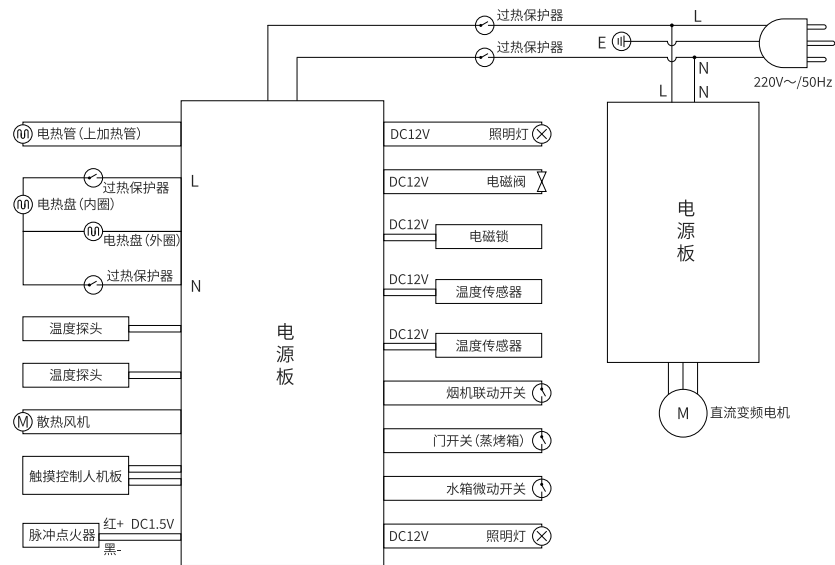 过热保护器
L
E
过热保护器
N
220V～/50Hz
L
N
电热管(上加热管)
DC12V
照明灯
过热保护器
L
DC12V
电磁阀
电热盘(内圈)
电热盘(外圈)
DC12V
电磁锁
过热保护器
N
DC12V
温度传感器
温度探头
DC12V
温度传感器
温度探头
烟机联动开关
M
散热风机
门开关(蒸烤箱)
触摸控制人机板
水箱微动开关
红+ DC1.5V
脉冲点火器
黑-
DC12V
照明灯
电
源
板
电
源
板
M
直流变频电机